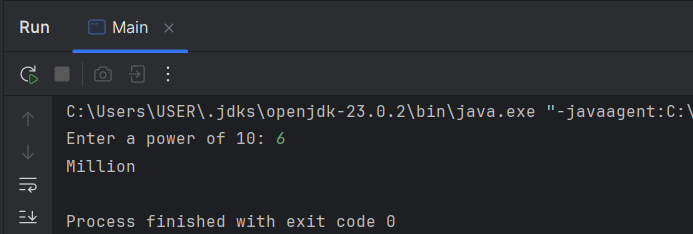 Run Main
C:\Users\USER\.jdks\openjdk-23.0.2\bin\java.exe "-javaagent:C:\
Enter a power of 10: 6
Million
Process finished with exit code 0